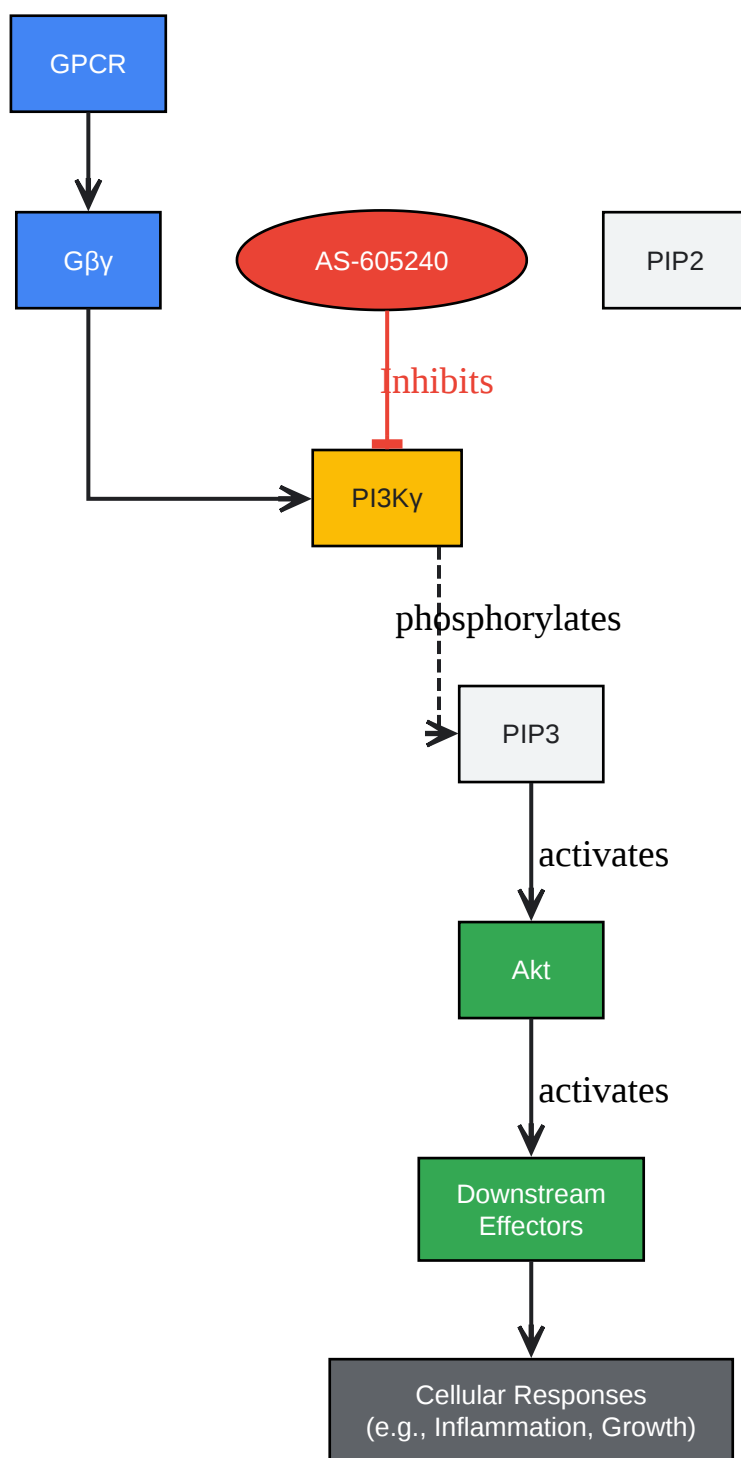 GPCR
Gβγ
AS-605240
PIP2
Inhibits
PI3Kγ
phosphorylates
PIP3
activates
Akt
activates
Downstream
Effectors
Cellular Responses
(e.g., Inflammation, Growth)